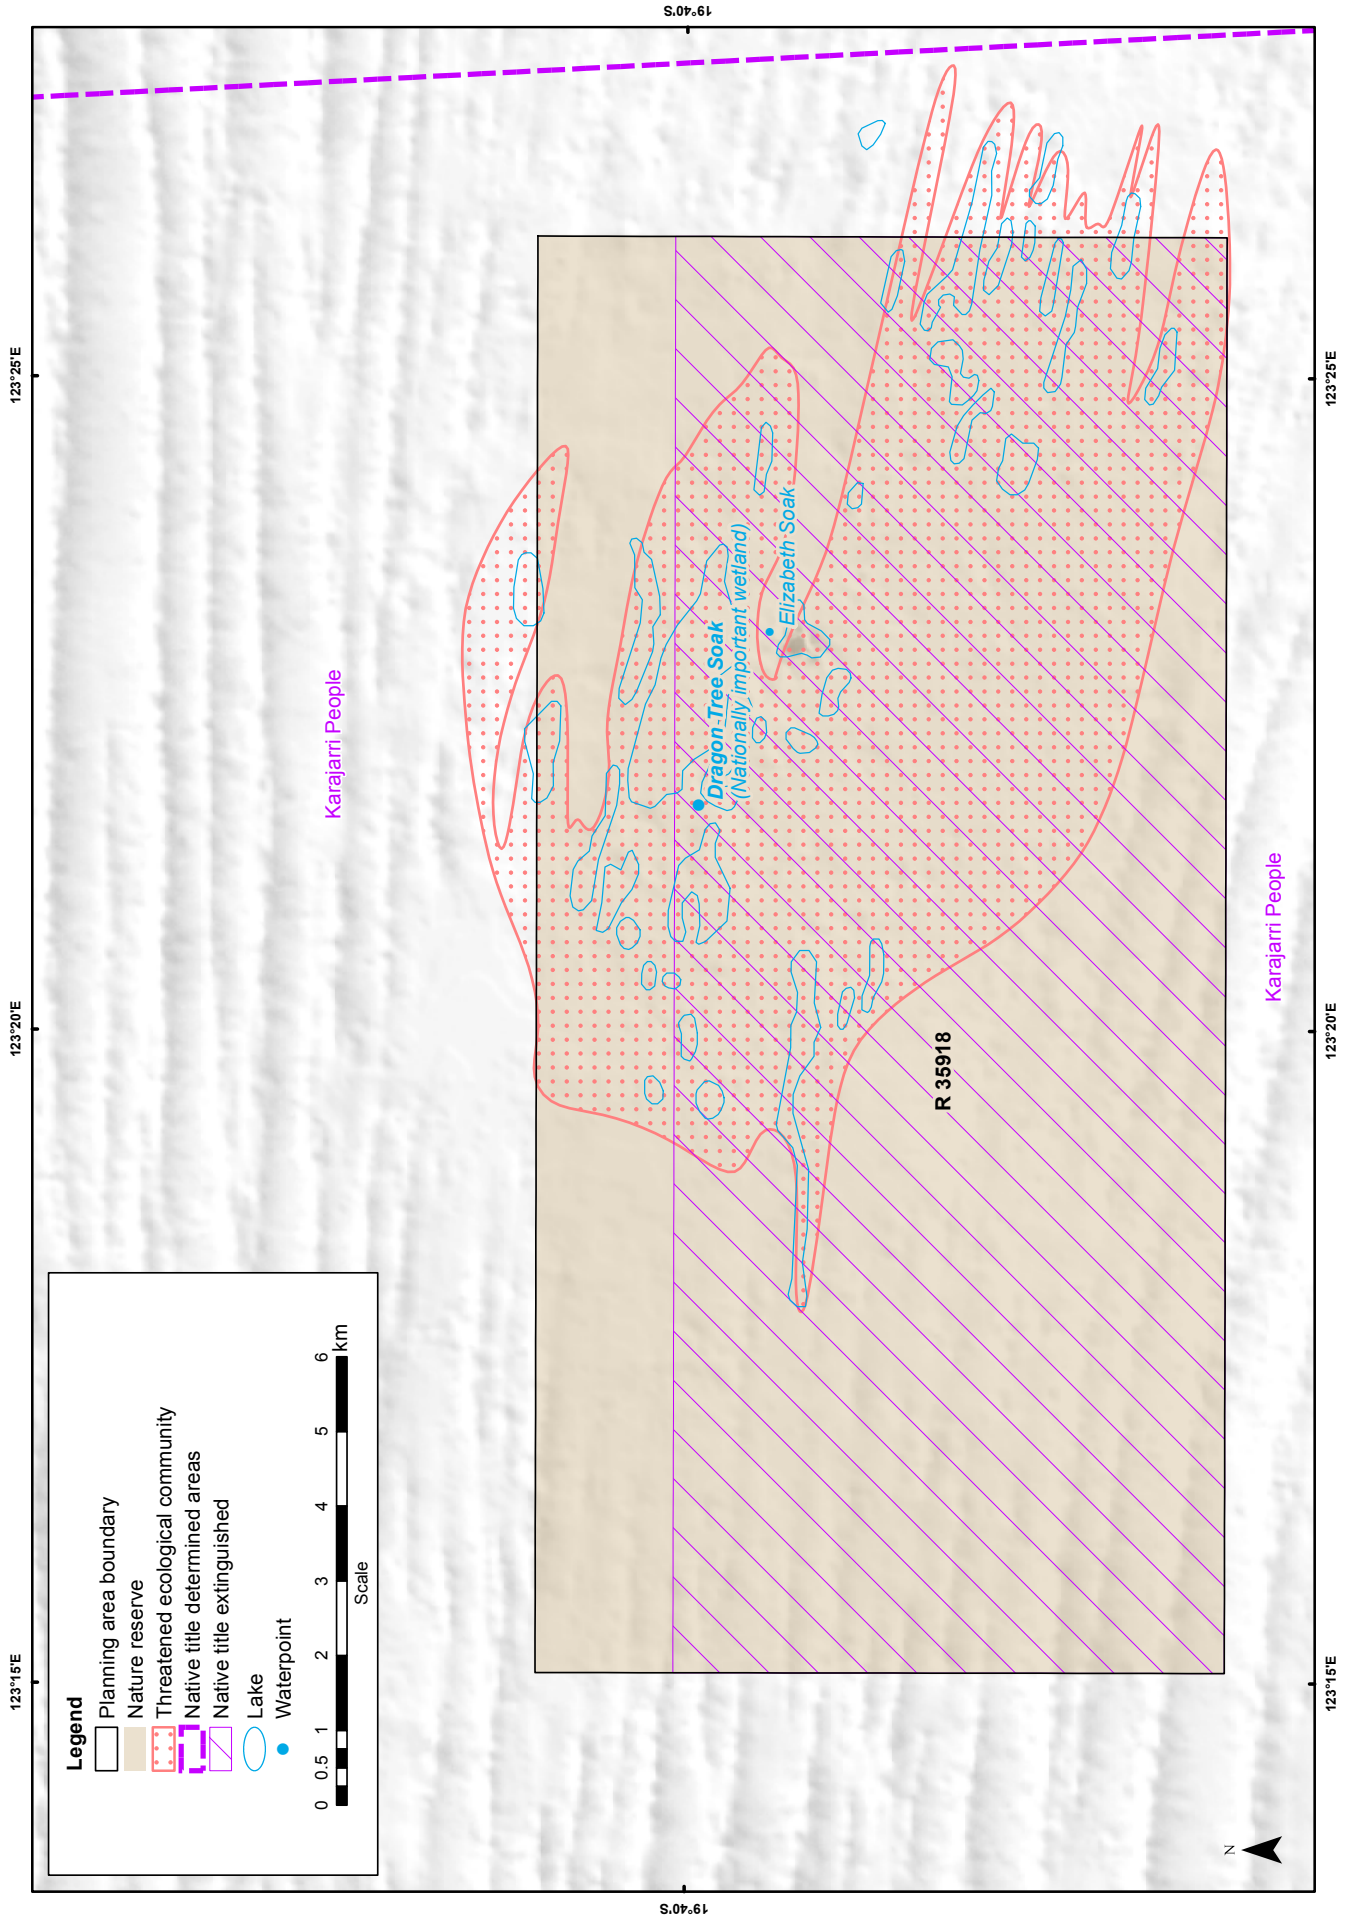 19°40'S
123°15'E
123°20'E
123°25'E
Legend
Planning area boundary
Nature reserve
Threatened ecological community
Native title determined areas
Native title extinguished
Lake
Waterpoint
0 0.5 1 2 3 4 5 6
km
Scale
Karajarri People
Dragon-Tree Soak
(Nationally important wetland)
Elizabeth Soak
R 35918
Karajarri People
N
123°15'E
123°20'E
123°25'E
19°40'S